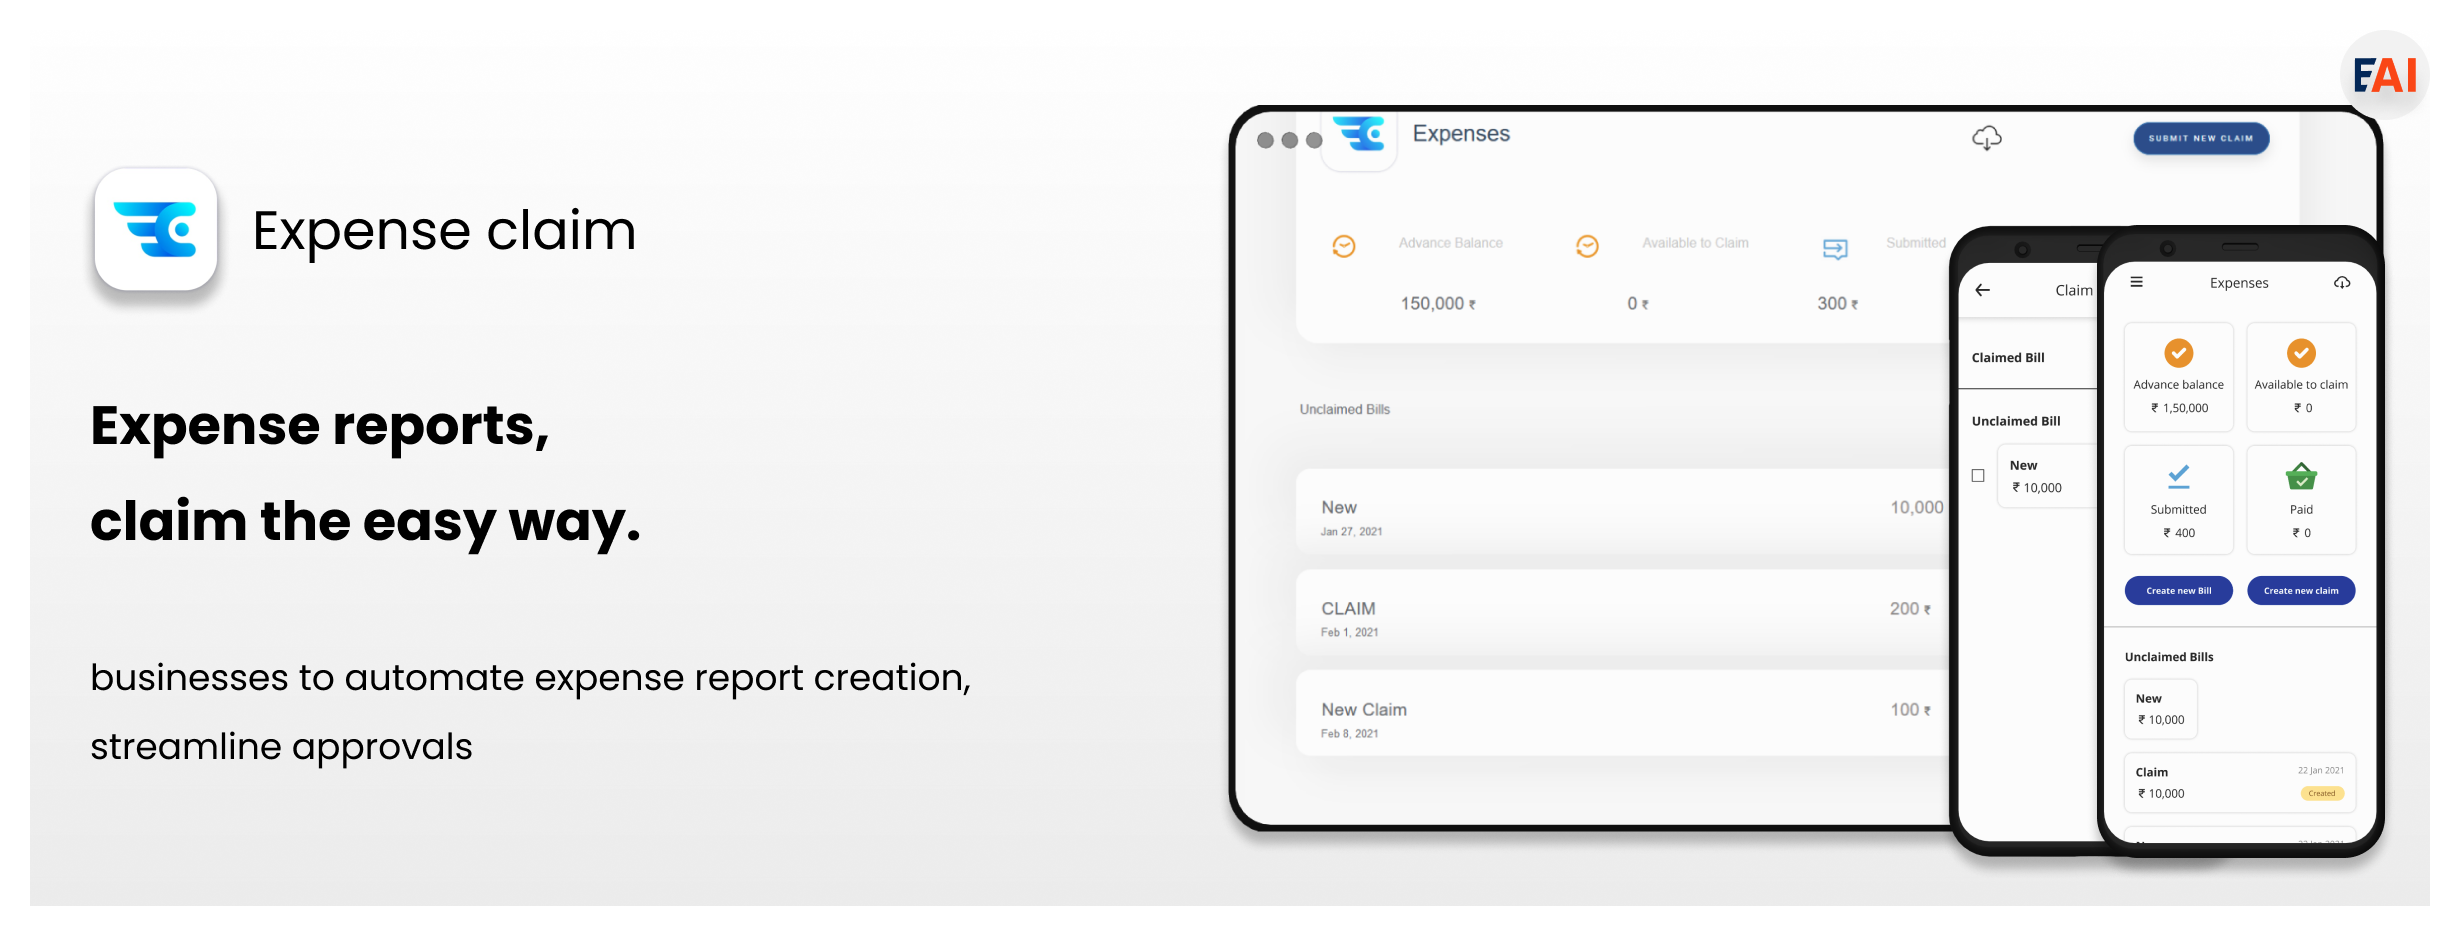 EAI
Expense claim
Expense reports,
claim the easy way.
businesses to automate expense report creation,
streamline approvals
Expenses
SUBMIT NEW CLAIM
Advance Balance
150,000 ₹
Available to Claim
0 ₹
Submitted
300 ₹
Unclaimed Bills
New
10,000
Jan 27, 2021
CLAIM
200 ₹
Feb 1, 2021
New Claim
100 ₹
Feb 8, 2021
Claim
Claimed Bill
Unclaimed Bill
New
₹ 10,000
Expenses
Advance balance
₹ 1,50,000
Available to claim
₹ 0
Submitted
₹ 400
Paid
₹ 0
Create new Bill
Create new claim
Unclaimed Bills
New
₹ 10,000
Claim
22 Jan 2021
₹ 10,000
Created